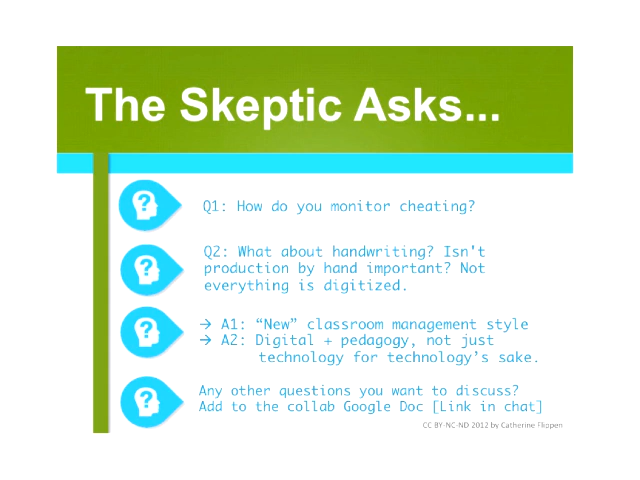 The Skeptic Asks...
Q1: How do you monitor cheating?
Q2: What about handwriting? Isn't
production by hand important? Not
everything is digitized.
→ A1: “New” classroom management style
→ A2: Digital + pedagogy, not just
technology for technology’s sake.
Any other questions you want to discuss?
Add to the collab Google Doc [Link in chat]
CC BY-NC-ND 2012 by Catherine